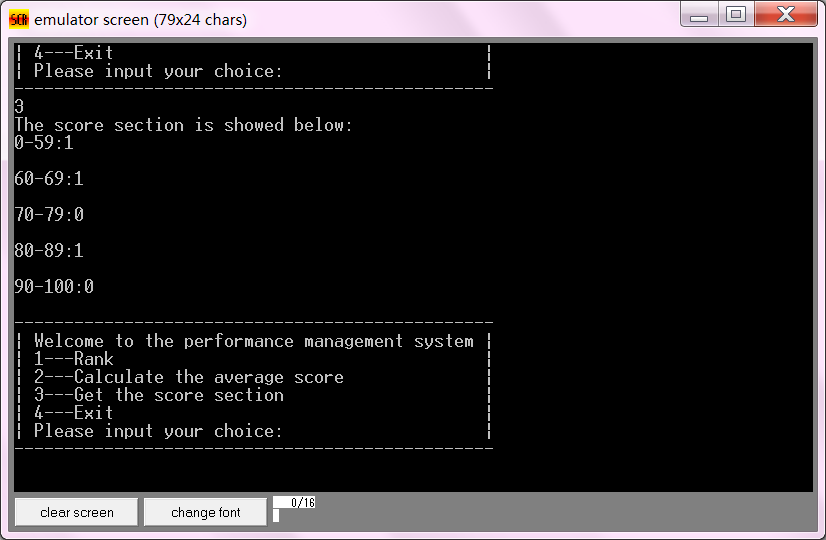 SCR emulator screen (79x24 chars)
| 4---Exit                                     |
| Please input your choice:                    |
------------------------------------------------
3
The score section is showed below:
0-59:1
60-69:1
70-79:0
80-89:1
90-100:0
------------------------------------------------
| Welcome to the performance management system |
| 1---Rank                                     |
| 2---Calculate the average score              |
| 3---Get the score section                    |
| 4---Exit                                     |
| Please input your choice:                    |
------------------------------------------------
clear screen change font 0/16